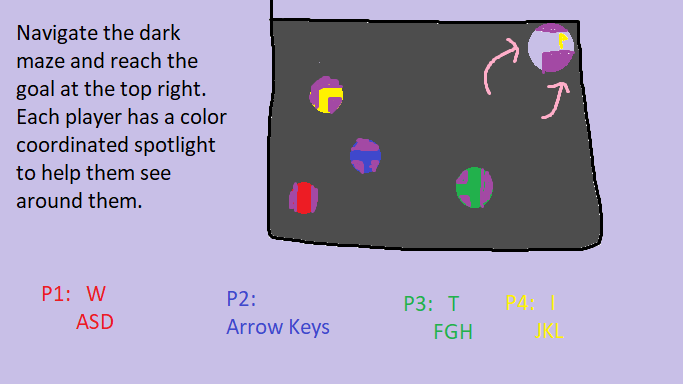 Navigate the dark
maze and reach the
goal at the top right.
Each player has a color
coordinated spotlight
to help them see
around them.
P1: W
ASD
P2:
Arrow Keys
P3: T
FGH
P4: I
JKL